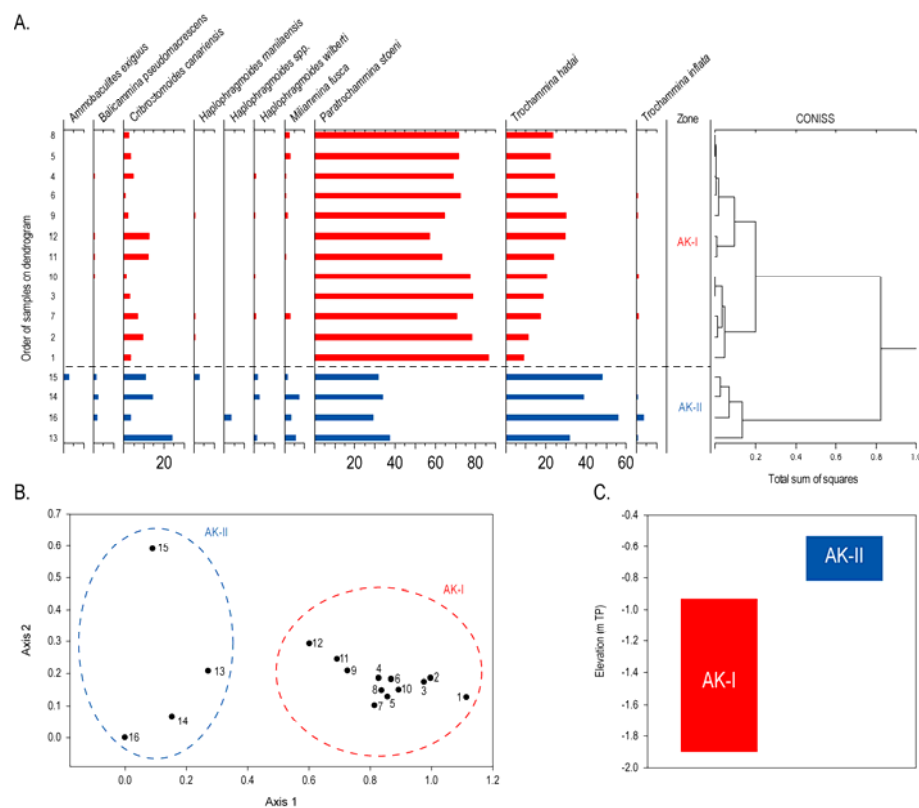 A.
Ammobaculites exiguus
Balicammina pseudomacrescens
Cribroctomoides canariensis
Haplophragmoides manilaensis
Haplophragmoides spp.
Haplophragmoides wilberti
Miliammina fusca
Paratrochammina stoeni
Trochammina hadai
Trochammina inflata
Zone
CONISS
Order of samples on dendrogram
8
5
4
6
9
12
11
10
3
7
2
1
15
14
16
13
AK-I
AK-II
20
20 40 60 80
20 40 60
0.2 0.4 0.6 0.8 1.0
Total sum of squares
B.
0.7
0.6
0.5
0.4
0.3
0.2
0.1
0.0
Axis 2
AK-II
15
13
14
16
AK-I
12
11
9
4
6
2
8
10
3
5
7
1
0.0 0.2 0.4 0.6 0.8 1.0 1.2
Axis 1
C.
-0.4
-0.6
-0.8
-1.0
-1.2
-1.4
-1.6
-1.8
-2.0
Elevation (m TP)
AK-II
AK-I